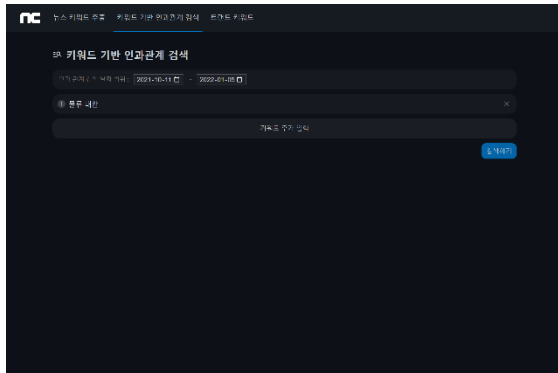 nc 뉴스 키워드 추출 키워드 기반 인과관계 검색 트랜드 키워드
키워드 기반 인과관계 검색
2021-10-11 - 2022-01-05
물류 대란
키워드 추가 입력
검색하기